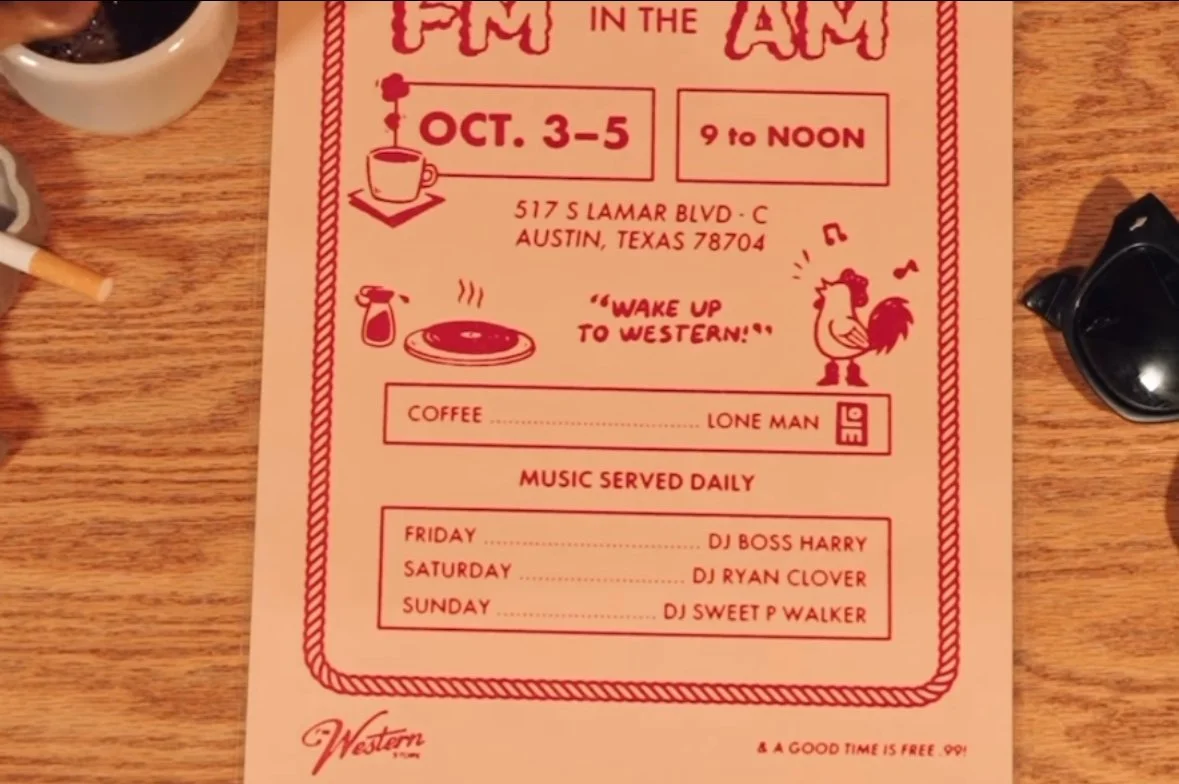 FM IN THE AM
OCT. 3–5
9 to NOON
517 S LAMAR BLVD · C
AUSTIN, TEXAS 78704
"WAKE UP
TO WESTERN!"
COFFEE ........................................ LONE MAN
MUSIC SERVED DAILY
FRIDAY ........................................ DJ BOSS HARRY
SATURDAY .............................. DJ RYAN CLOVER
SUNDAY ............................ DJ SWEET P WALKER
Western
& A GOOD TIME IS FREE .99!